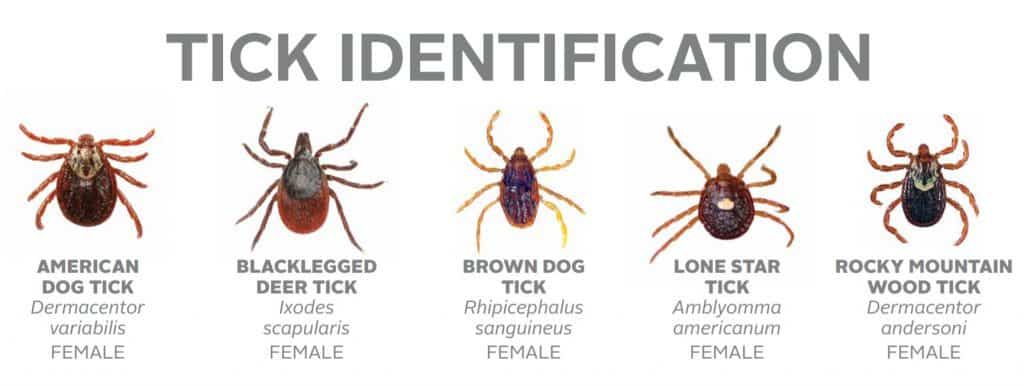 TICK IDENTIFICATION
AMERICAN
DOG TICK
Dermacentor
variabilis
FEMALE
BLACKLEGGED
DEER TICK
Ixodes
scapularis
FEMALE
BROWN DOG
TICK
Rhipicephalus
sanguineus
FEMALE
LONE STAR
TICK
Amblyomma
americanum
FEMALE
ROCKY MOUNTAIN
WOOD TICK
Dermacentor
andersoni
FEMALE